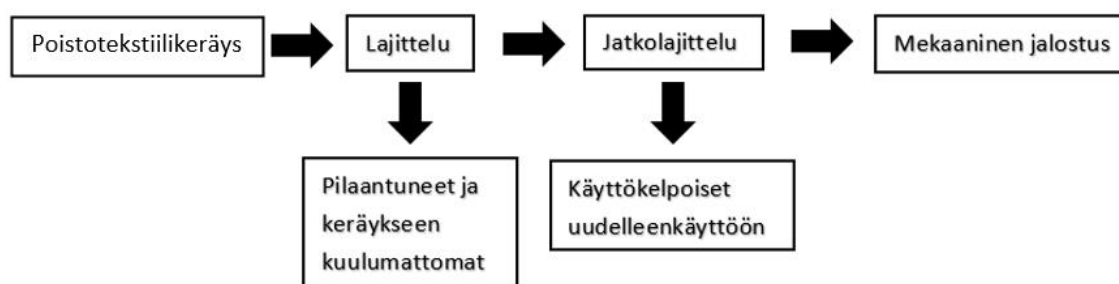 Poistotekstiilikeräys
Lajittelu
Jatkolajittelu
Mekaaninen jalostus
Pilaantuneet ja
keräykseen
kuulumattomat
Käyttökelpoiset
uudelleenkäyttöön